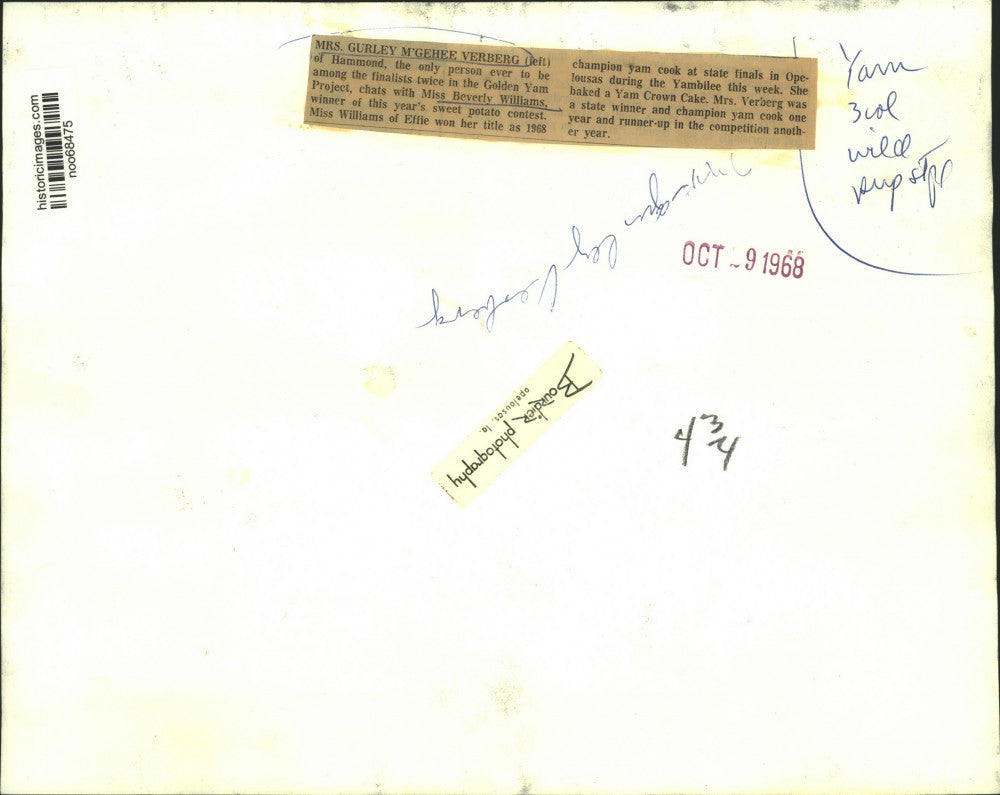 MRS. GURLEY M'GEHEE VERBERG (left)
of Hammond, the only person ever to be
among the finalists twice in the Golden Yam
Project, chats with Miss Beverly Williams,
winner of this year's sweet potato contest.
Miss Williams of Effie won her title as 1968
champion yam cook at state finals in Ope-
lousas during the Yambilee this week. She
baked a Yam Crown Cake. Mrs. Verberg was
a state winner and champion yam cook one
year and runner-up in the competition anoth-
er year.
Yam
3 col
wild
historicimages.com
noo68475
OCT - 9 1968
Bourdier photography
opelousas, la.
4 3/4